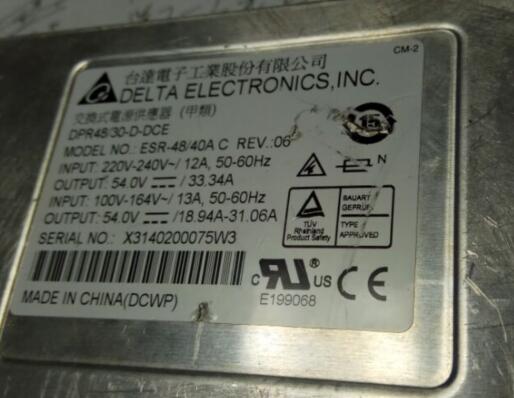 CM-2
台達電子工業股份有限公司
DELTA ELECTRONICS,INC.
交換式電源供應器 (甲類)
DPR48/30-D-DCE
MODEL NO.: ESR-48/40A C REV.:06
INPUT: 220V-240V~/ 12A, 50-60Hz
OUTPUT: 54.0V ⎓ / 33.34A
INPUT: 100V-164V~/ 13A, 50-60Hz
OUTPUT: 54.0V ⎓ /18.94A-31.06A
SERIAL NO.: X3140200075W3
N
TÜV
Rheinland
Product Safety
BAUART
GEPRÜFT
TYPE
APPROVED
MADE IN CHINA(DCWP)
c UR ® US CE
E199068